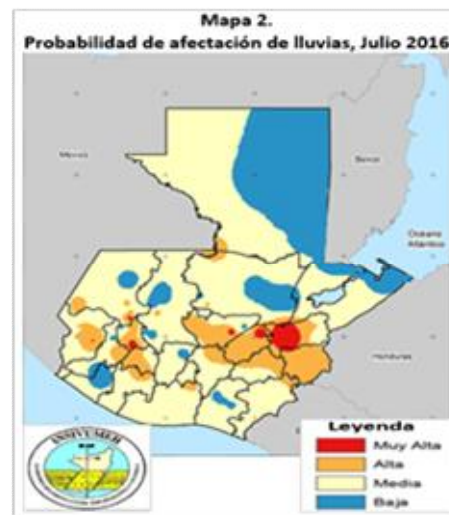 Mapa 2.
Probabilidad de afectación de lluvias, Julio 2016
México
Belice
Océano
Atlántico
Honduras
Leyenda
Muy Alta
Alta
Media
Baja
INSIVUMEH